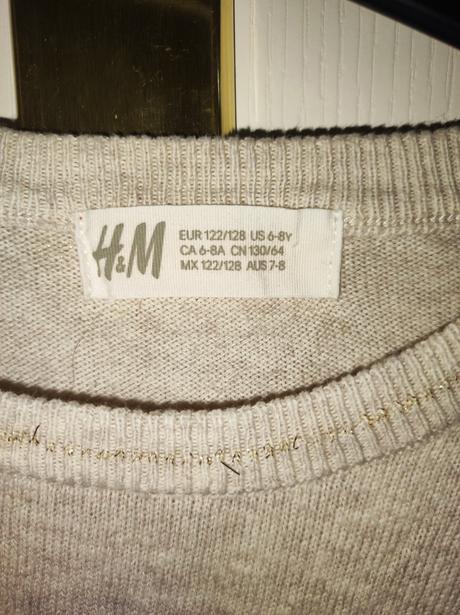 H&M
EUR 122/128 US 6-8Y
CA 6-8A CN 130/64
MX 122/128 AUS 7-8